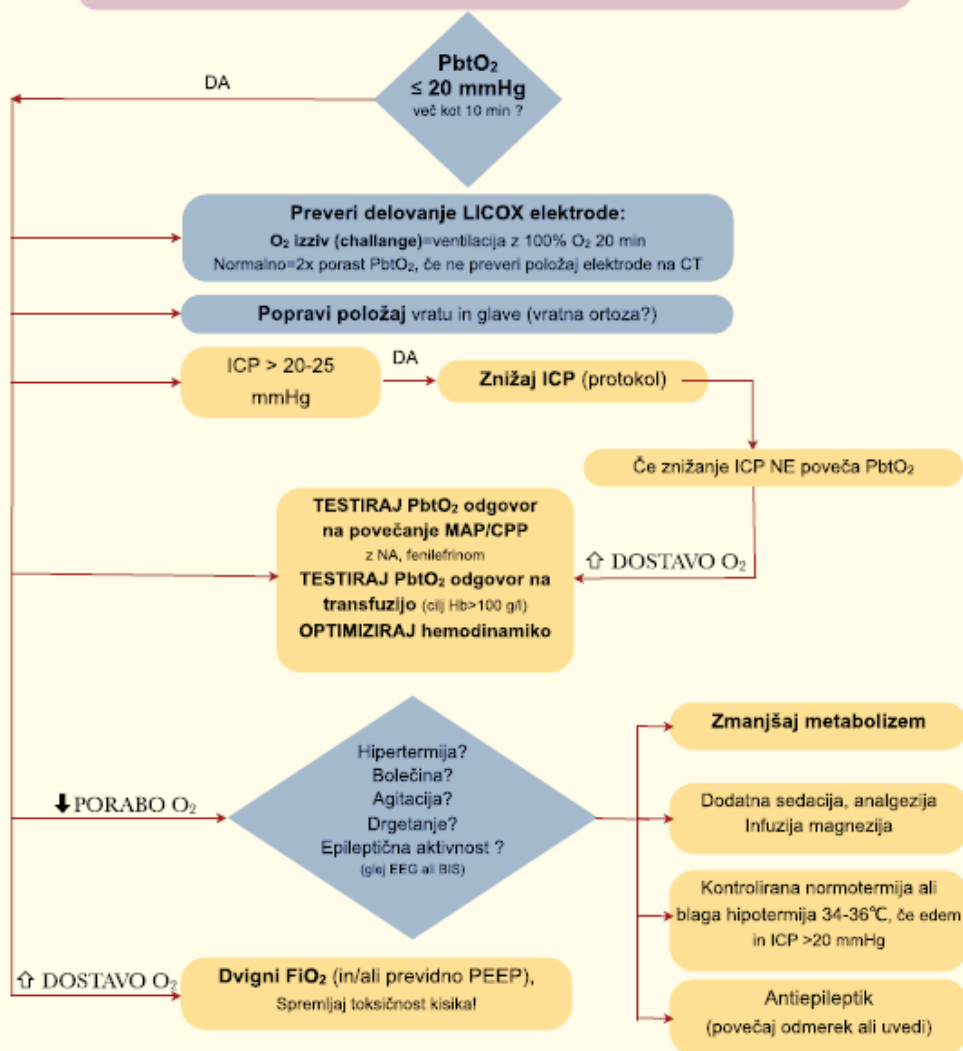 PbtO₂
≤ 20 mmHg
več kot 10 min ?
DA
Preveri delovanje LICOX elektrode:
O₂ izziv (challange)=ventilacija z 100% O₂ 20 min
Normalno=2x porast PbtO₂, če ne preveri položaj elektrode na CT
Popravi položaj vratu in glave (vratna ortoza?)
ICP > 20-25
mmHg
DA
Znižaj ICP (protokol)
Če znižanje ICP NE poveča PbtO₂
⇧ DOSTAVO O₂
TESTIRAJ PbtO₂ odgovor
na povečanje MAP/CPP
z NA, fenilefrinom
TESTIRAJ PbtO₂ odgovor na
transfuzijo (cilj Hb>100 g/l)
OPTIMIZIRAJ hemodinamiko
🠋PORABO O₂
Hipertermija?
Bolečina?
Agitacija?
Drgetanje?
Epileptična aktivnost ?
(glej EEG ali BIS)
Zmanjšaj metabolizem
Dodatna sedacija, analgezija
Infuzija magnezija
Kontrolirana normotermija ali
blaga hipotermija 34-36℃, če edem
in ICP >20 mmHg
Antiepileptik
(povečaj odmerek ali uvedi)
⇧ DOSTAVO O₂
Dvigni FiO₂ (in/ali previdno PEEP),
Spremljaj toksičnost kisika!